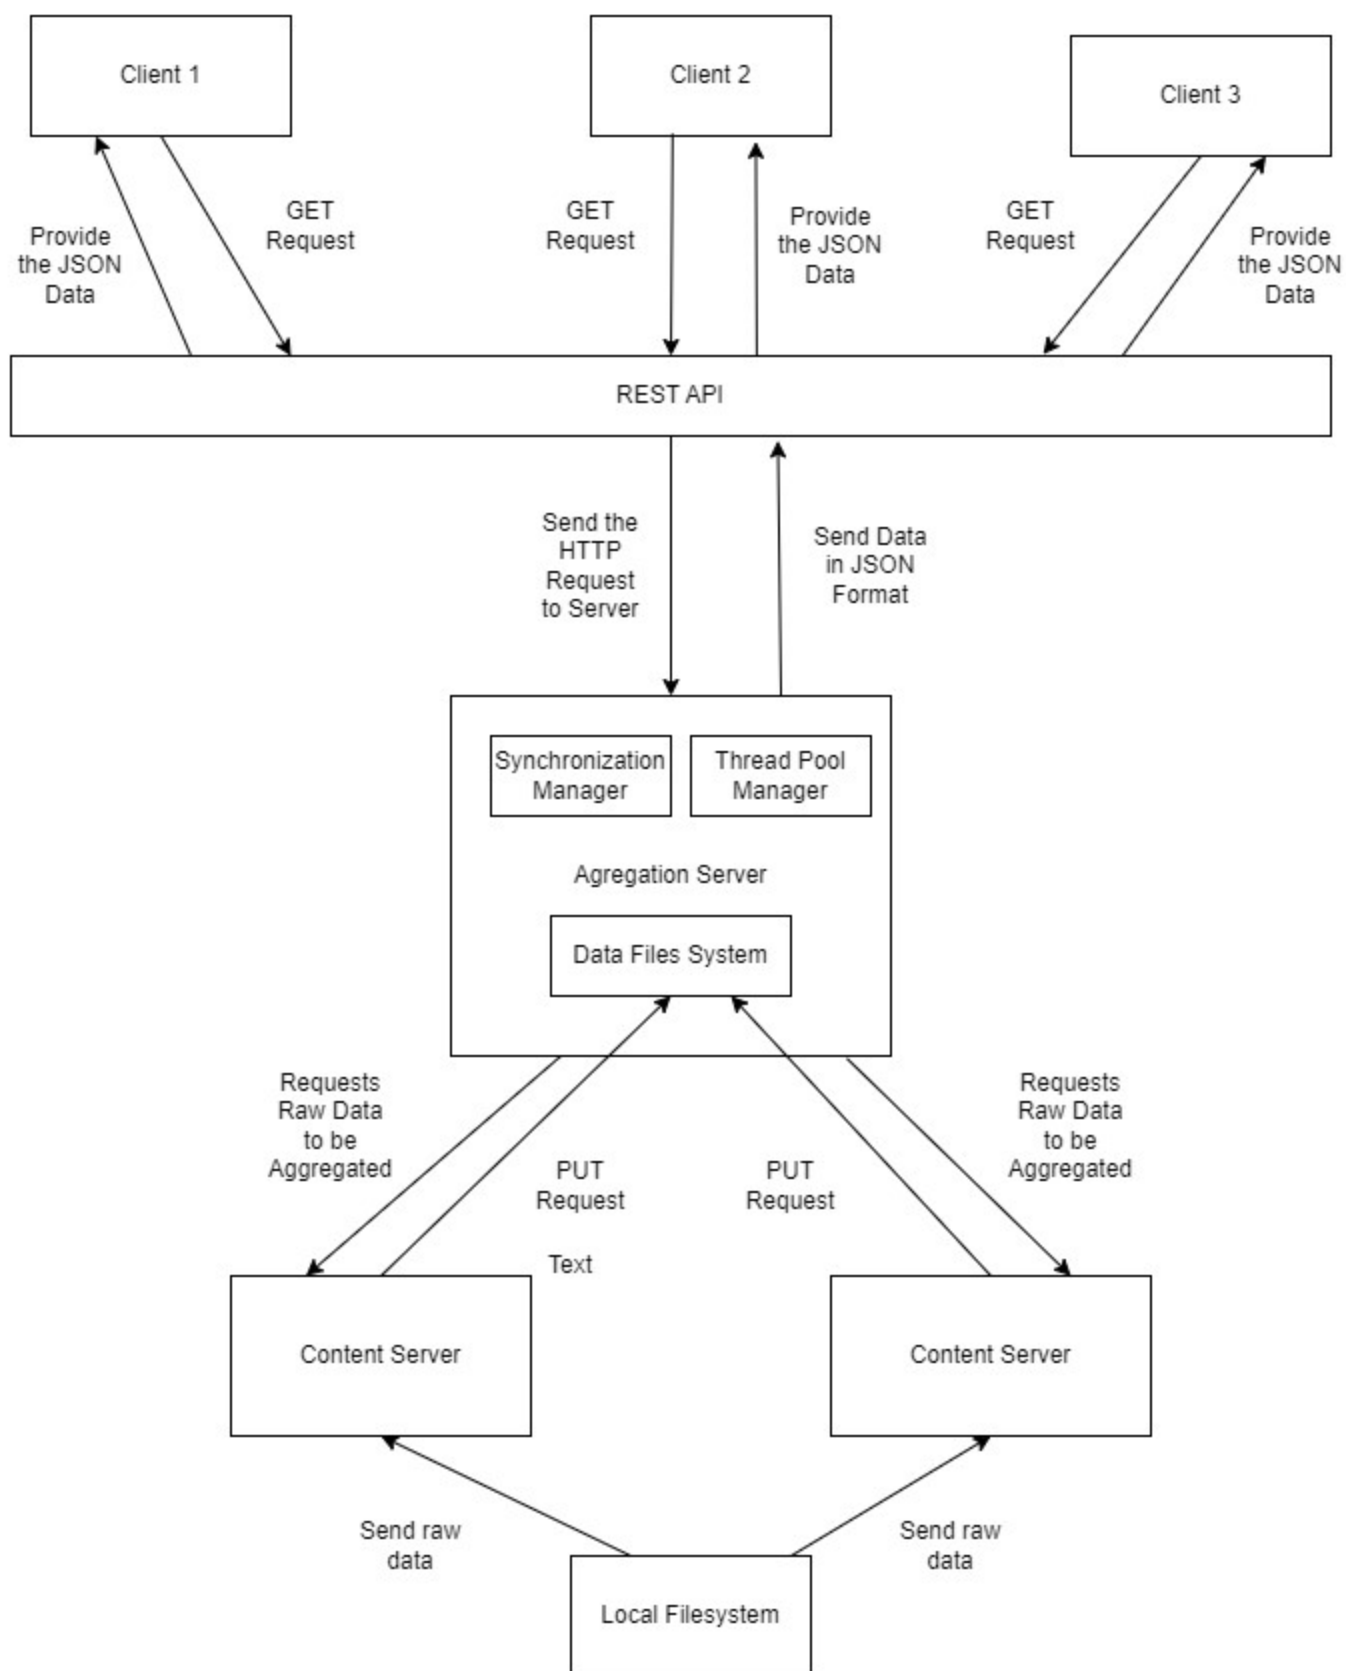 Client 1
Client 2
Client 3
GET
Request
GET
Request
GET
Request
Provide
the JSON
Data
Provide
the JSON
Data
Provide
the JSON
Data
REST API
Send the
HTTP
Request
to Server
Send Data
in JSON
Format
Synchronization
Manager
Thread Pool
Manager
Agregation Server
Data Files System
Requests
Raw Data
to be
Aggregated
Requests
Raw Data
to be
Aggregated
PUT
Request
PUT
Request
Text
Content Server
Content Server
Send raw
data
Send raw
data
Local Filesystem